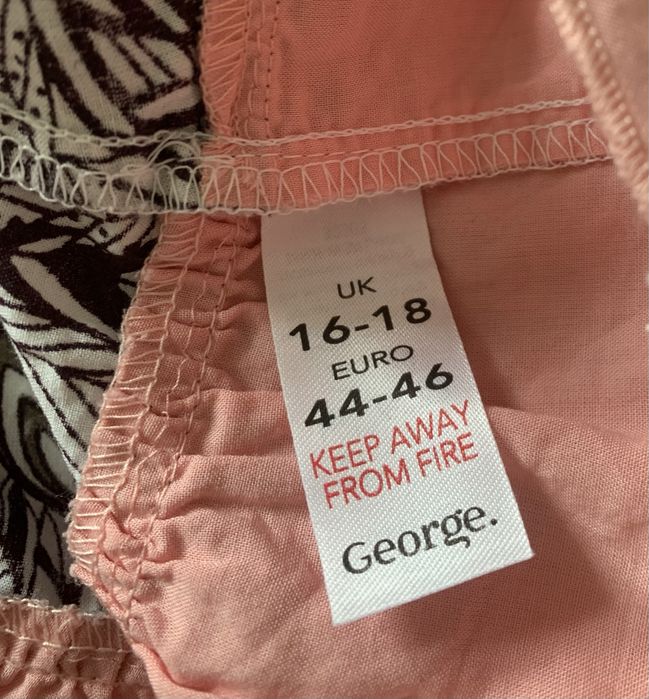 UK
16-18
EURO
44-46
KEEP AWAY
FROM FIRE
George.